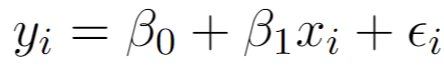 yᵢ = β₀ + β₁xᵢ + ϵᵢ